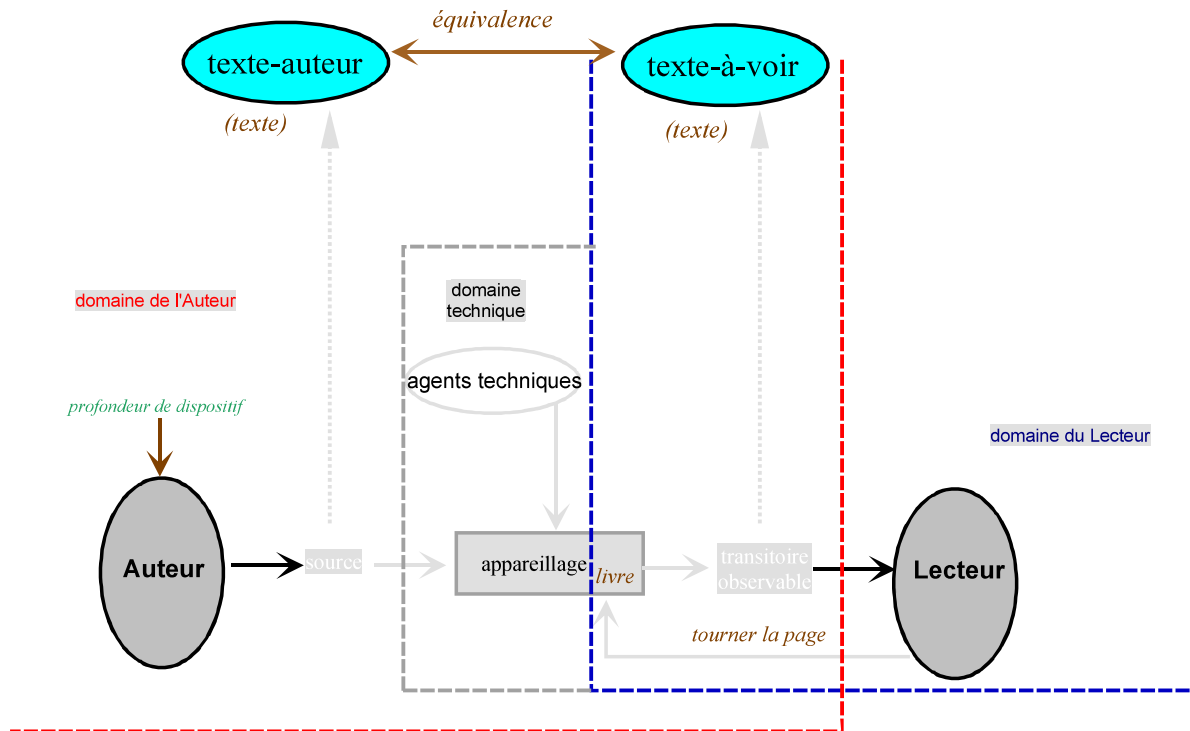 équivalence
texte-auteur
texte-à-voir
(texte)
(texte)
domaine de l'Auteur
domaine
technique
agents techniques
profondeur de dispositif
domaine du Lecteur
Auteur
source
appareillage
livre
transitoire
observable
Lecteur
tourner la page